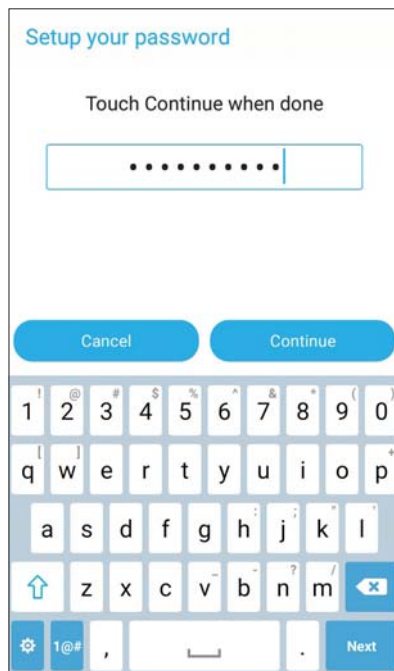 Setup your password
Touch Continue when done
••••••••••
Cancel Continue
! @ # $ % ^ & * ( )
1 2 3 4 5 6 7 8 9 0
[ ] +
q w e r t y u i o p
: ; " '
a s d f g h j k l
_ - ? /
z x c v b n m
1@# , . Next